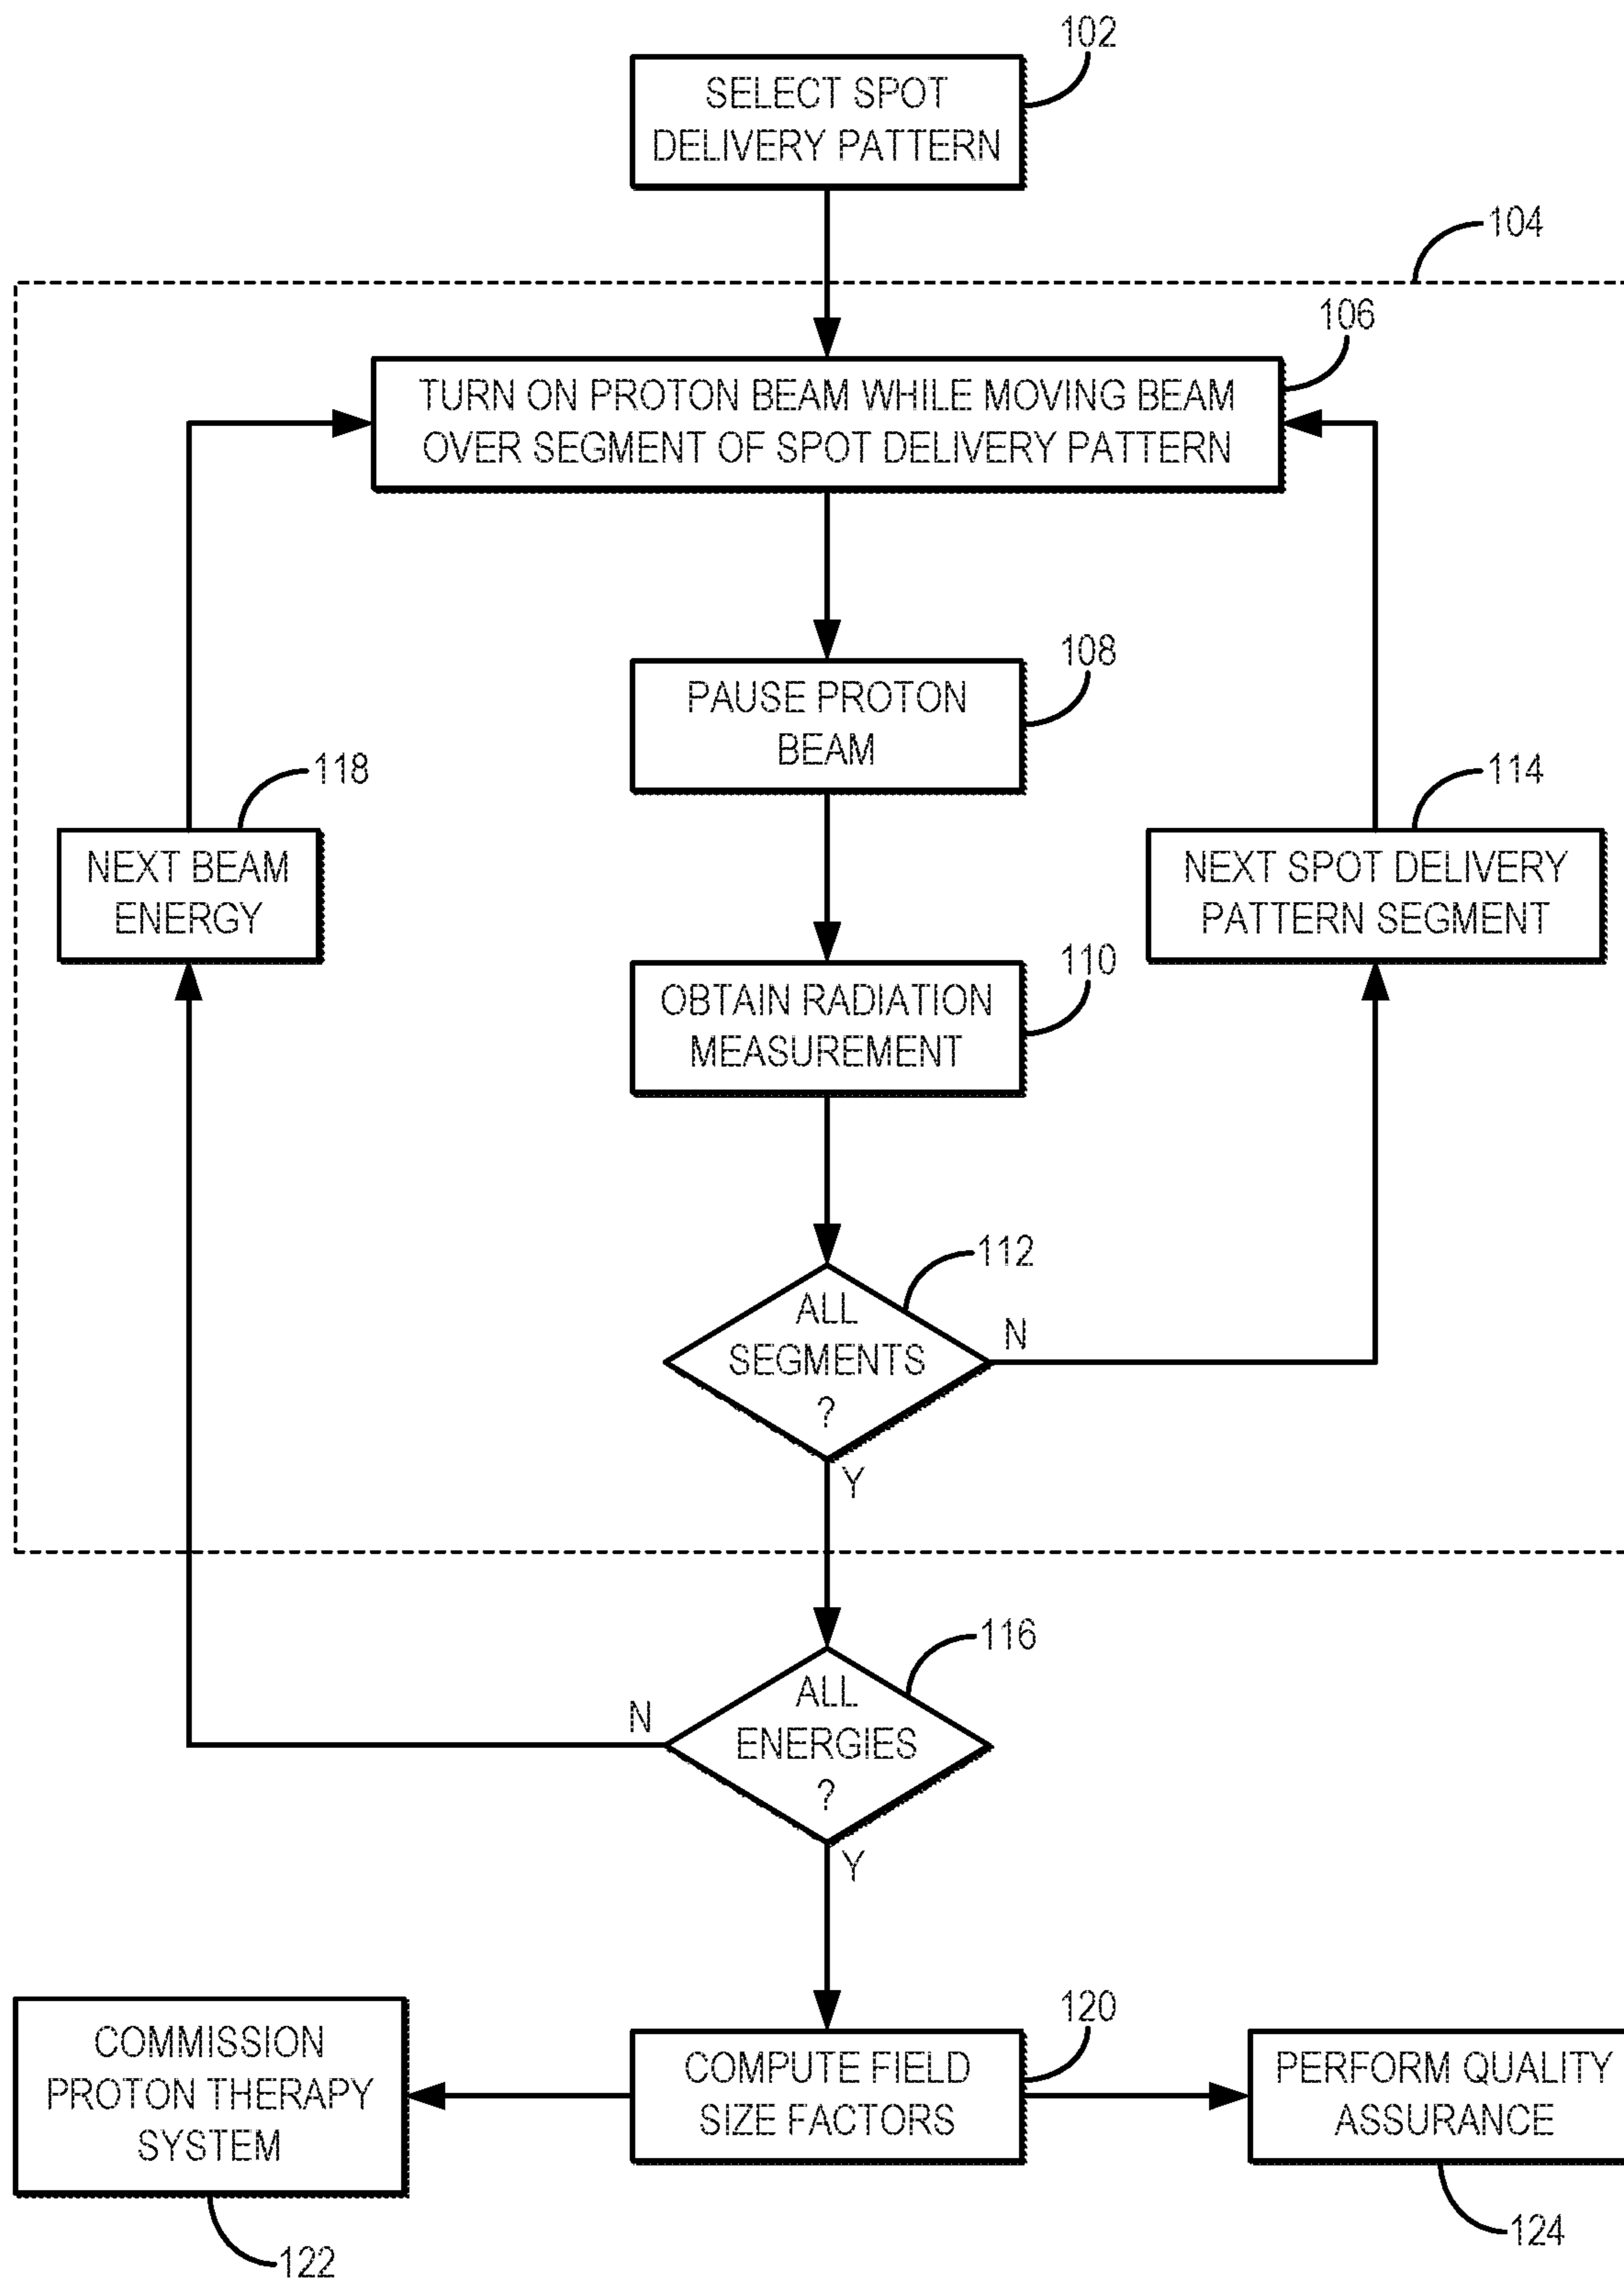 102
SELECT SPOT
DELIVERY PATTERN
104
106
TURN ON PROTON BEAM WHILE MOVING BEAM
OVER SEGMENT OF SPOT DELIVERY PATTERN
108
PAUSE PROTON
BEAM
118
114
NEXT BEAM
ENERGY
NEXT SPOT DELIVERY
PATTERN SEGMENT
110
OBTAIN RADIATION
MEASUREMENT
112
ALL
SEGMENTS
?
N
Y
116
ALL
ENERGIES
?
N
Y
120
COMMISSION
PROTON THERAPY
SYSTEM
COMPUTE FIELD
SIZE FACTORS
PERFORM QUALITY
ASSURANCE
122
124